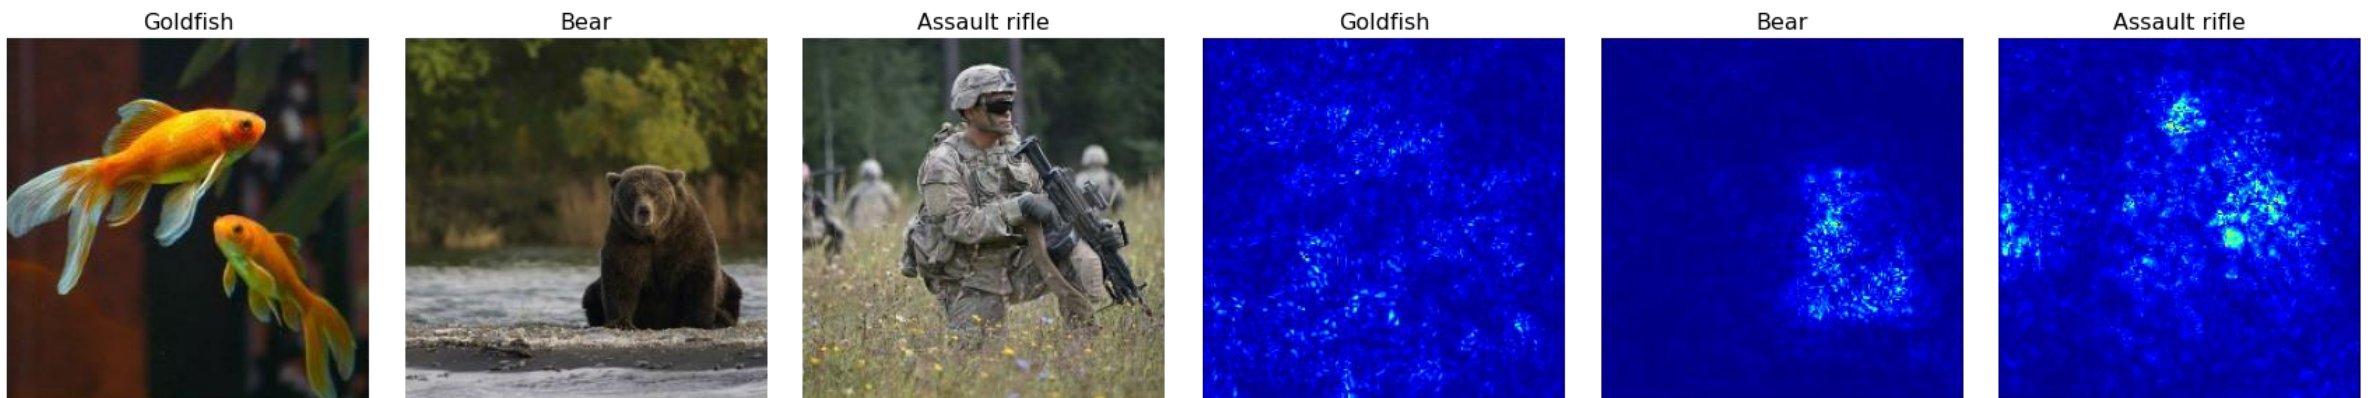 Goldfish
Bear
Assault rifle
Goldfish
Bear
Assault rifle